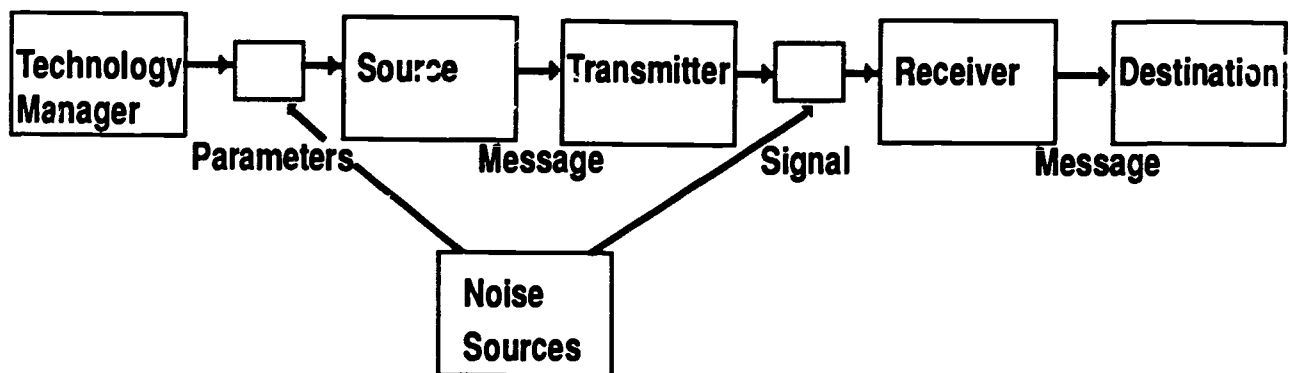 Technology
Manager
Source
Transmitter
Receiver
Destination
Parameters
Message
Signal
Message
Noise
Sources